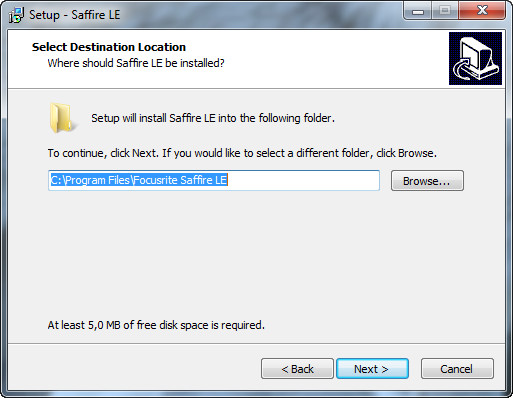 Setup - Saffire LE
Select Destination Location
Where should Saffire LE be installed?
Setup will install Saffire LE into the following folder.
To continue, click Next. If you would like to select a different folder, click Browse.
C:\Program Files\Focusrite Saffire LE
Browse...
At least 5,0 MB of free disk space is required.
< Back
Next >
Cancel